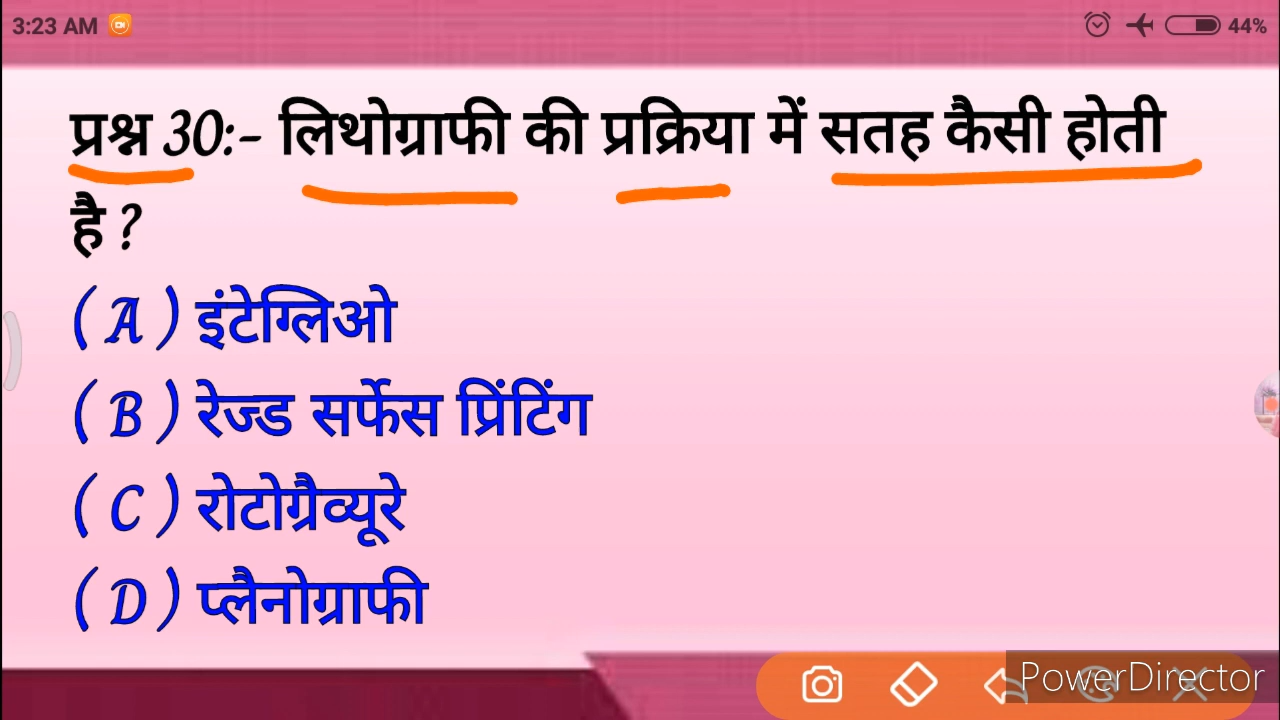 3:23 AM
44%
प्रश्न 30:- लिथोग्राफी की प्रक्रिया में सतह कैसी होती
है ?
( A ) इंटेग्लिओ
( B ) रेज्ड सर्फेस प्रिंटिंग
( C ) रोटोग्रैव्यूरे
( D ) प्लैनोग्राफी
PowerDirector